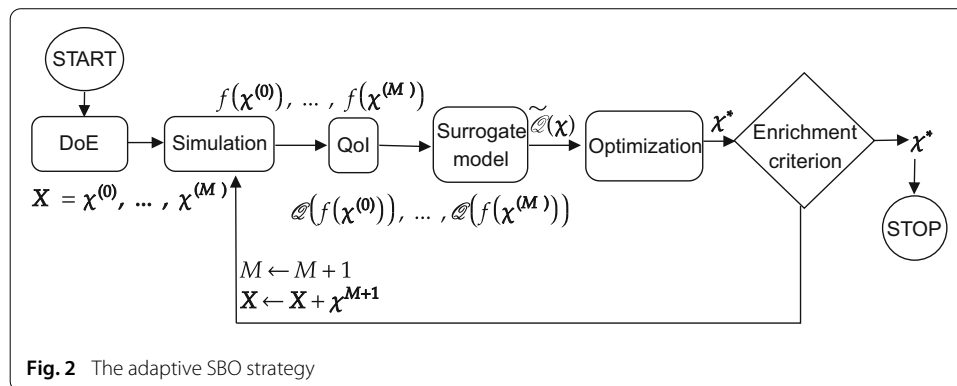 START
f(χ⁽⁰⁾), ... , f(χ⁽ᴹ⁾)
𝒬̃(χ)
χ*
DoE
Simulation
QoI
Surrogate
model
Optimization
Enrichment
criterion
χ*
X = χ⁽⁰⁾, ... , χ⁽ᴹ⁾
𝒬(f(χ⁽⁰⁾)), ... , 𝒬(f(χ⁽ᴹ⁾))
STOP
M ← M + 1
X ← X + χᴹ⁺¹
Fig. 2 The adaptive SBO strategy